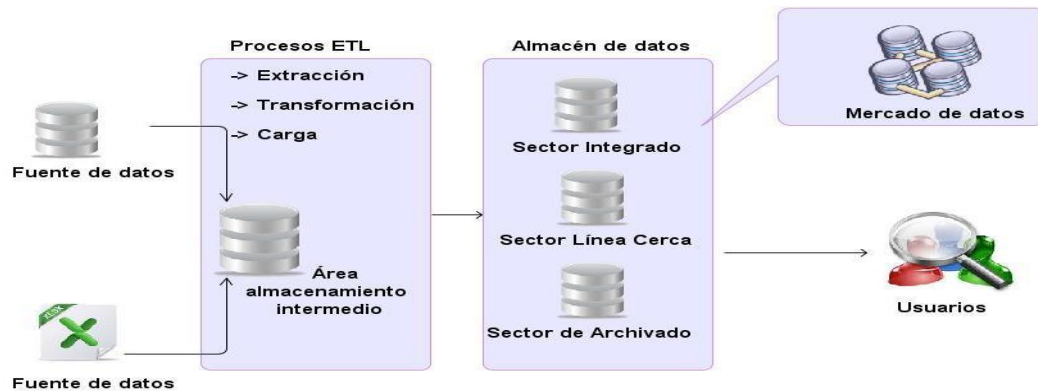 Procesos ETL
-> Extracción
-> Transformación
-> Carga
Fuente de datos
Área
almacenamiento
intermedio
XLSX
Fuente de datos
Almacén de datos
Sector Integrado
Sector Línea Cerca
Sector de Archivado
Mercado de datos
Usuarios